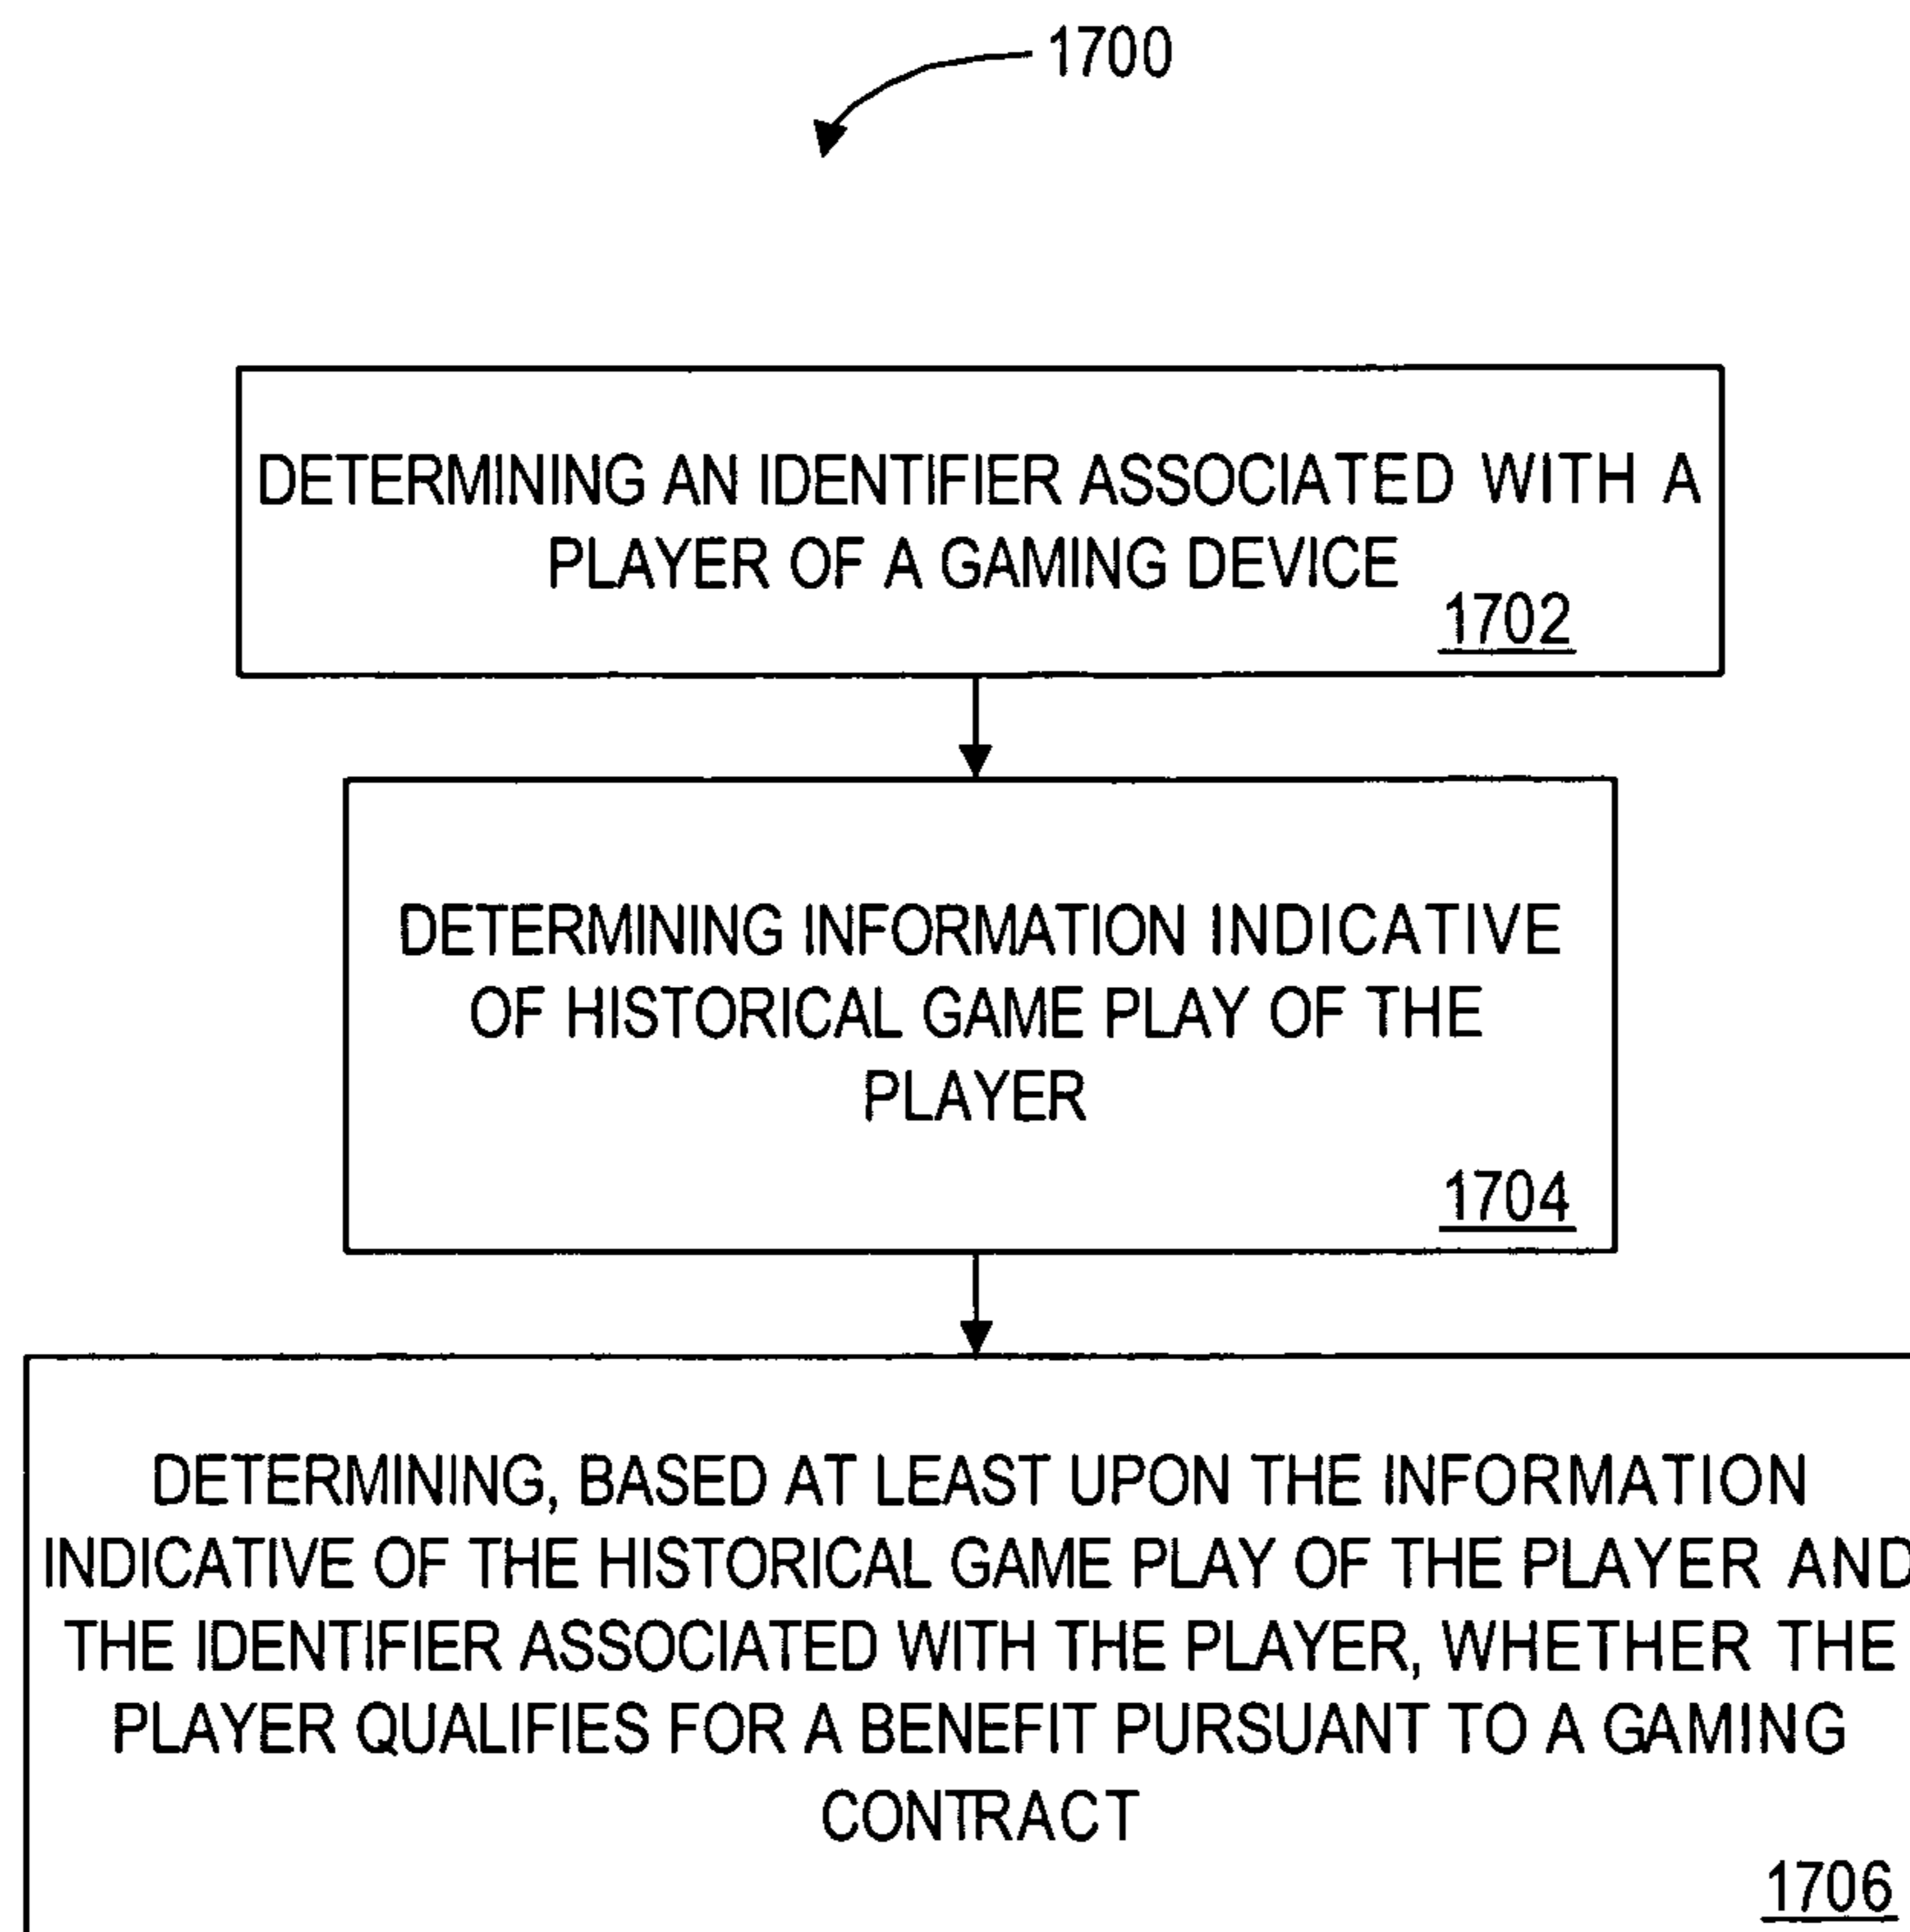 1700
DETERMINING AN IDENTIFIER ASSOCIATED WITH A
PLAYER OF A GAMING DEVICE
1702
DETERMINING INFORMATION INDICATIVE
OF HISTORICAL GAME PLAY OF THE
PLAYER
1704
DETERMINING, BASED AT LEAST UPON THE INFORMATION
INDICATIVE OF THE HISTORICAL GAME PLAY OF THE PLAYER AND
THE IDENTIFIER ASSOCIATED WITH THE PLAYER, WHETHER THE
PLAYER QUALIFIES FOR A BENEFIT PURSUANT TO A GAMING
CONTRACT
1706